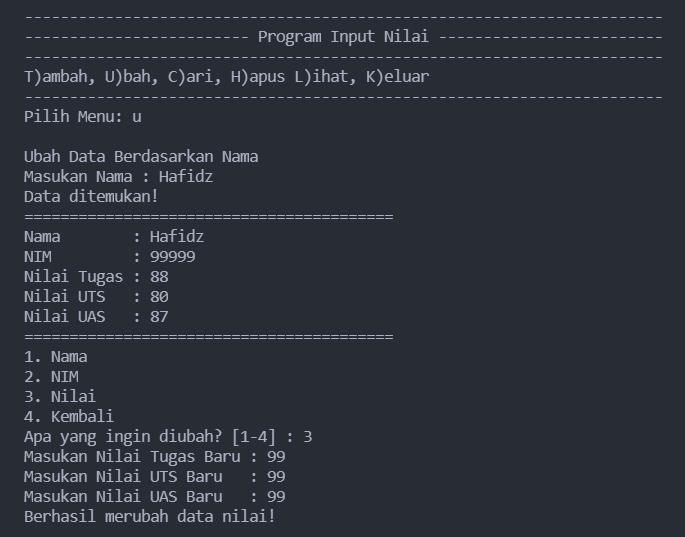 -----------------------------------------------------------------------
------------------------- Program Input Nilai -------------------------
-----------------------------------------------------------------------
T)ambah, U)bah, C)ari, H)apus L)ihat, K)eluar
-----------------------------------------------------------------------
Pilih Menu: u
Ubah Data Berdasarkan Nama
Masukan Nama : Hafidz
Data ditemukan!
=========================================
Nama        : Hafidz
NIM         : 99999
Nilai Tugas : 88
Nilai UTS   : 80
Nilai UAS   : 87
=========================================
1. Nama
2. NIM
3. Nilai
4. Kembali
Apa yang ingin diubah? [1-4] : 3
Masukan Nilai Tugas Baru : 99
Masukan Nilai UTS Baru   : 99
Masukan Nilai UAS Baru   : 99
Berhasil merubah data nilai!